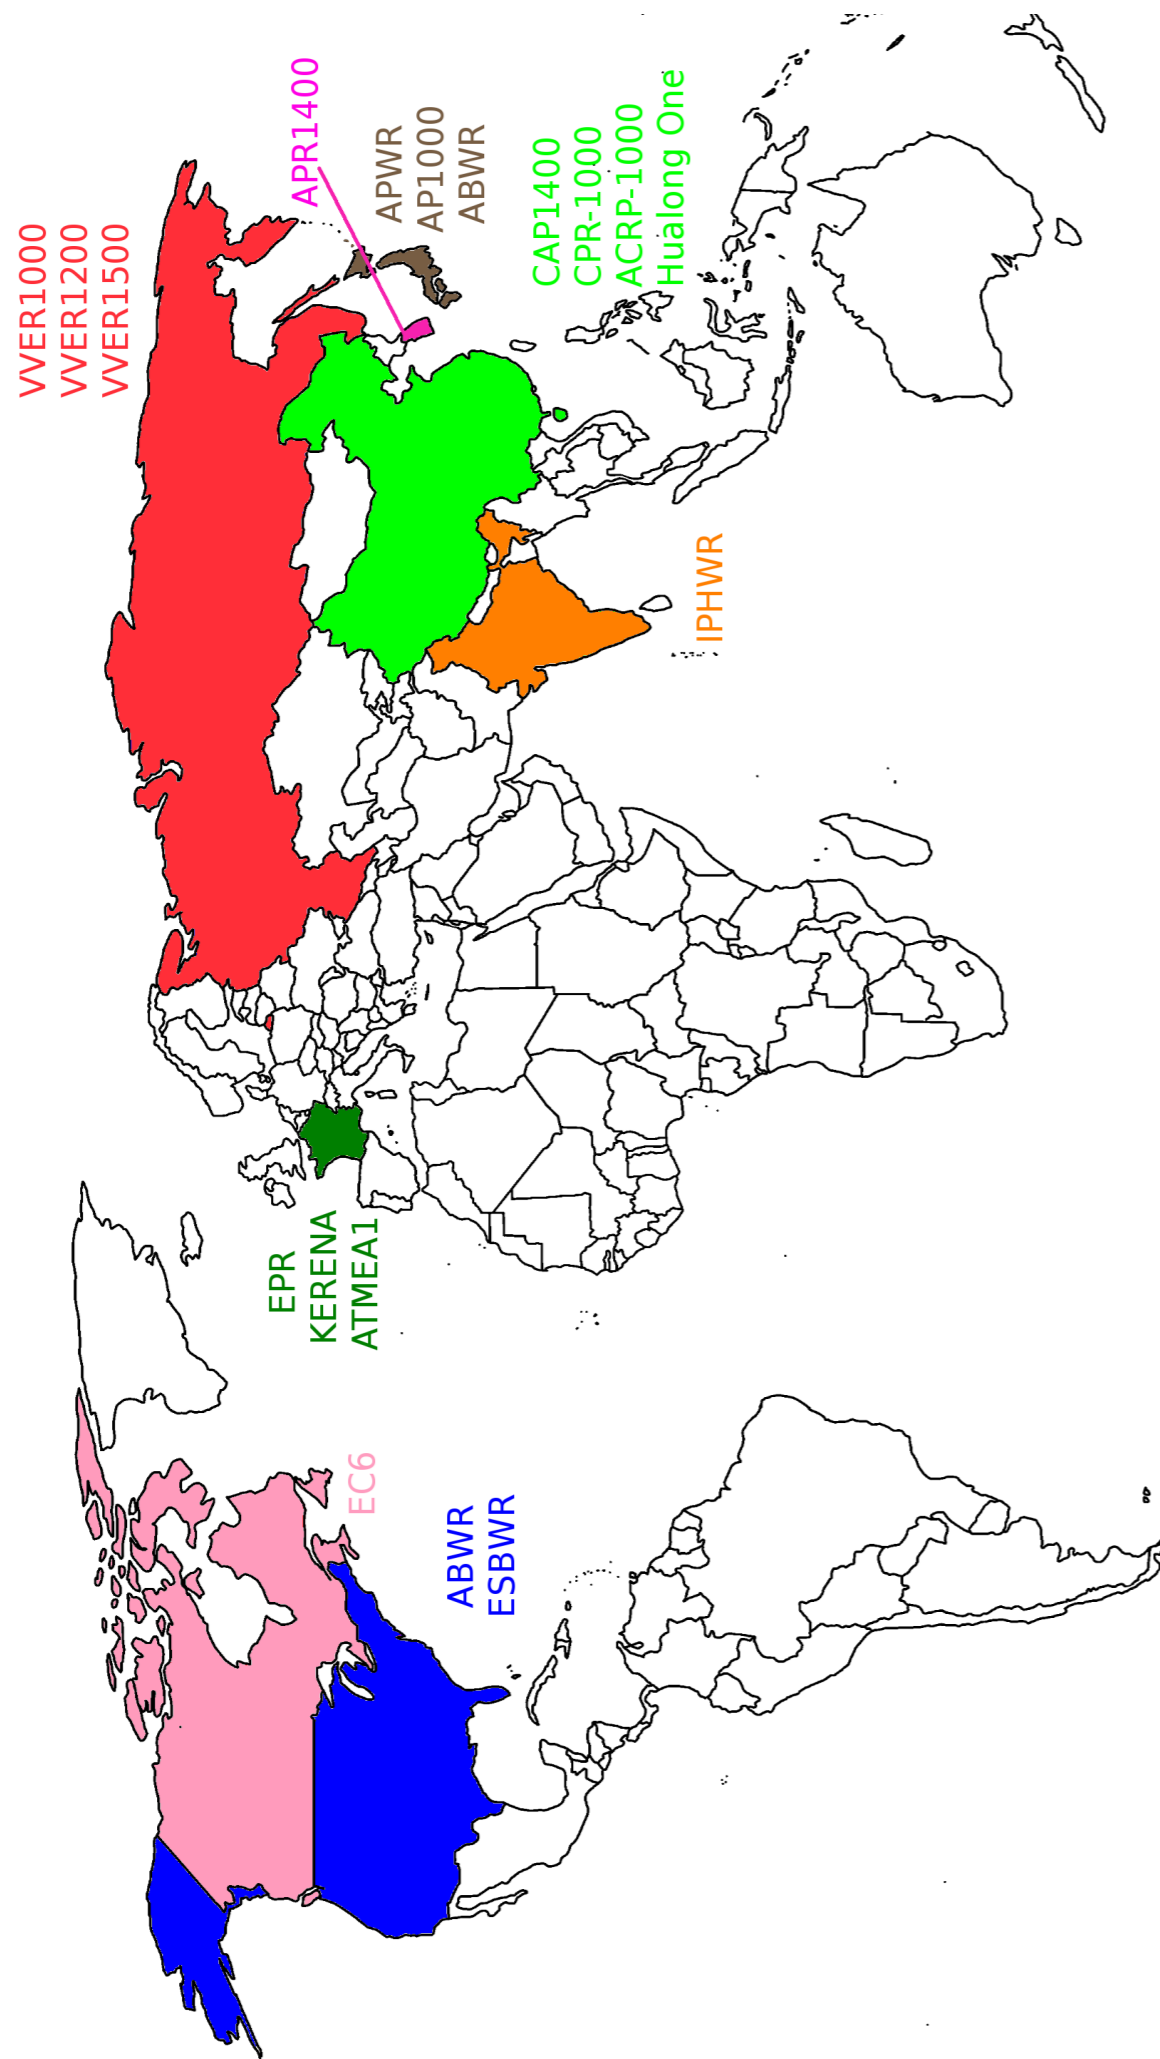 VVER1000
VVER1200
VVER1500
APR1400
APWR
AP1000
ABWR
CAP1400
CPR-1000
ACRP-1000
Hualong One
IPHWR
EPR
KERENA
ATMEA1
EC6
ABWR
ESBWR